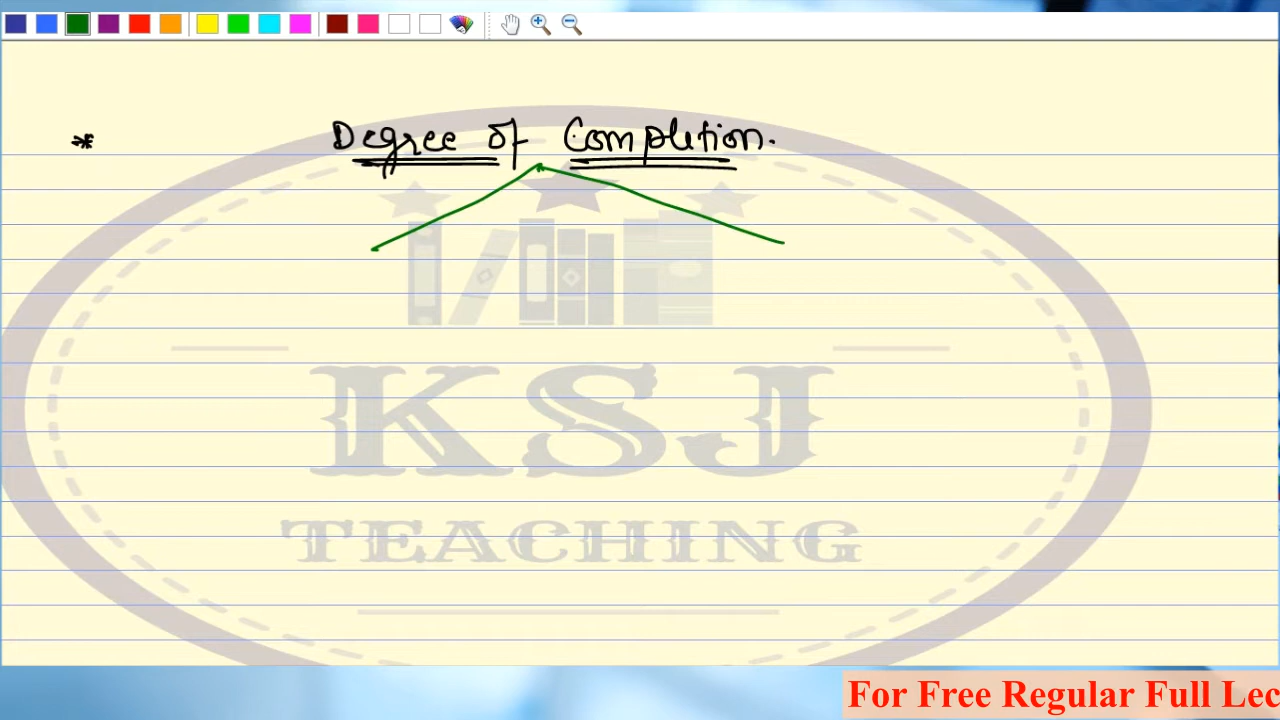 * Degree of Completion.
KSJ
TEACHING
For Free Regular Full Lec